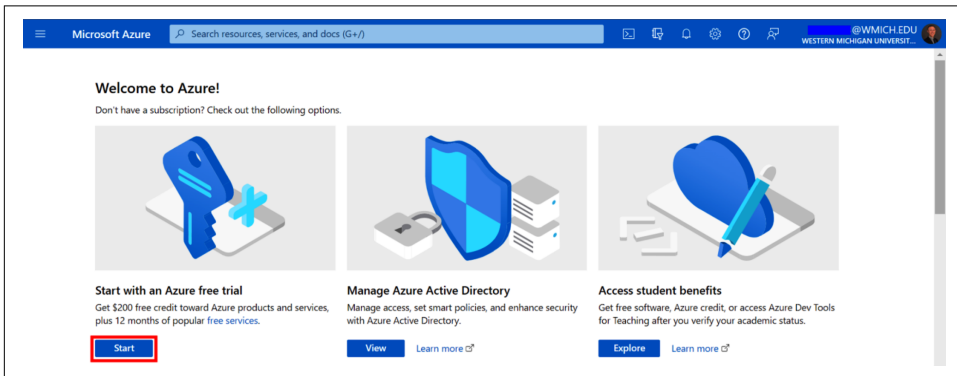 Microsoft Azure
Search resources, services, and docs (G+/)
@WMICH.EDU
WESTERN MICHIGAN UNIVERSIT...
Welcome to Azure!
Don't have a subscription? Check out the following options.
Start with an Azure free trial
Get $200 free credit toward Azure products and services,
plus 12 months of popular free services.
Start
Manage Azure Active Directory
Manage access, set smart policies, and enhance security
with Azure Active Directory.
View
Learn more
Access student benefits
Get free software, Azure credit, or access Azure Dev Tools
for Teaching after you verify your academic status.
Explore
Learn more